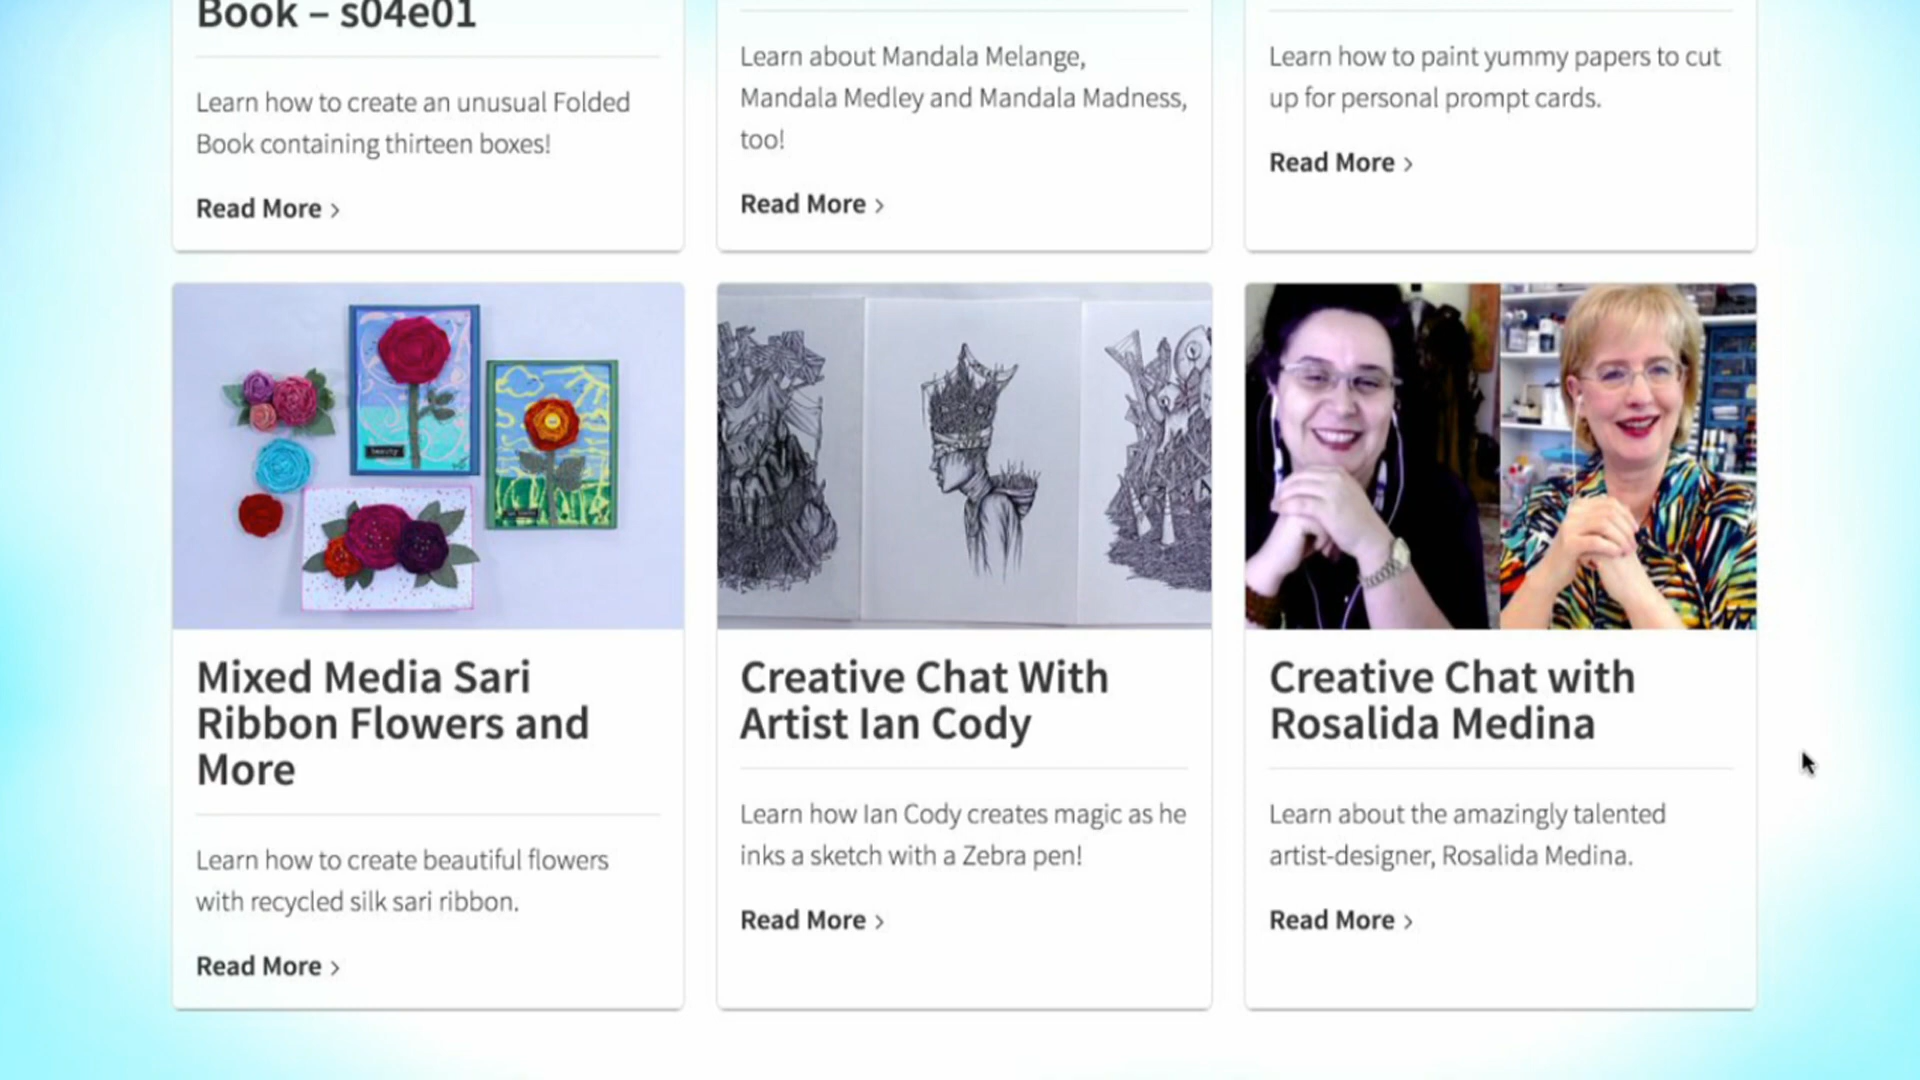 Book – s04e01
Learn how to create an unusual Folded
Book containing thirteen boxes!
Read More >
Learn about Mandala Melange,
Mandala Medley and Mandala Madness,
too!
Read More >
Learn how to paint yummy papers to cut
up for personal prompt cards.
Read More >
beauty
Mixed Media Sari
Ribbon Flowers and
More
Learn how to create beautiful flowers
with recycled silk sari ribbon.
Read More >
Creative Chat With
Artist Ian Cody
Learn how Ian Cody creates magic as he
inks a sketch with a Zebra pen!
Read More >
Creative Chat with
Rosalida Medina
Learn about the amazingly talented
artist-designer, Rosalida Medina.
Read More >